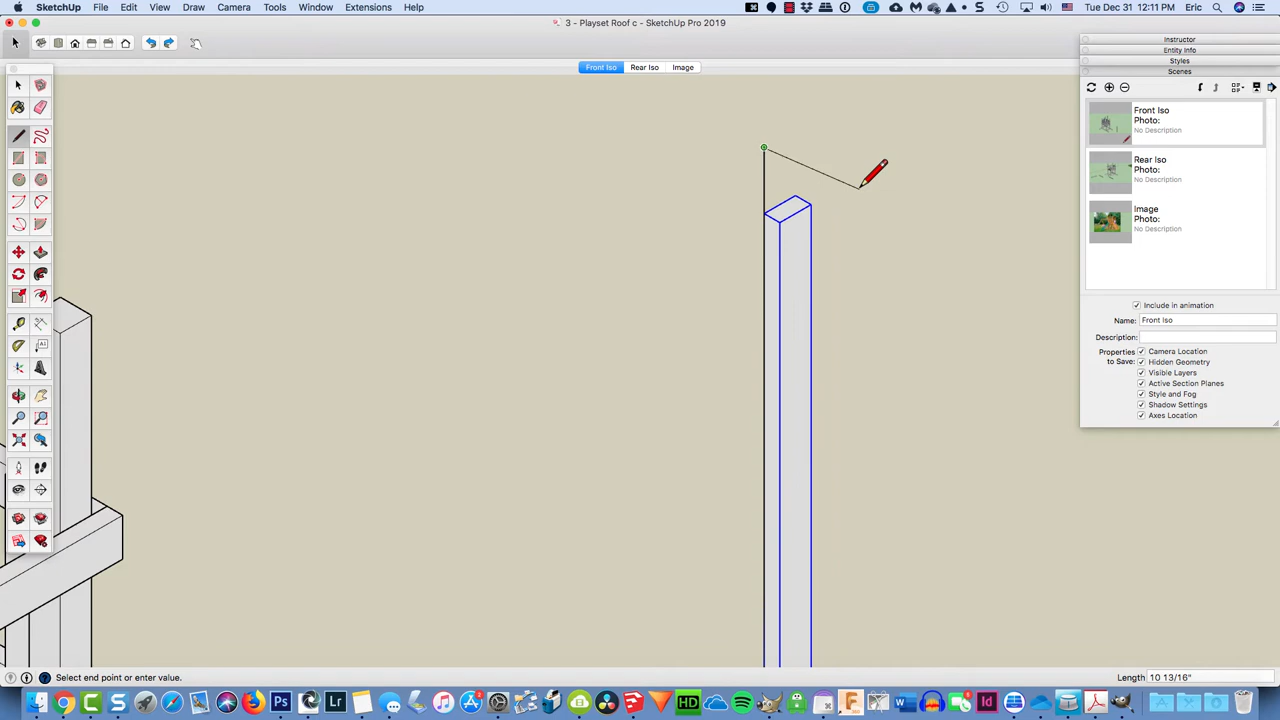 SketchUp File Edit View Draw Camera Tools Window Extensions Help
Tue Dec 31 12:11 PM Eric
3 - Playset Roof c - SketchUp Pro 2019
Front Iso Rear Iso Image
Instructor
Entity Info
Styles
Scenes
Front Iso
Photo:
No Description
Rear Iso
Photo:
No Description
Image
Photo:
No Description
Include in animation
Name: Front Iso
Description:
Properties to Save:
Camera Location
Hidden Geometry
Visible Layers
Active Section Planes
Style and Fog
Shadow Settings
Axes Location
Select end point or enter value.
Length 10 13/16"
Ps
Lr
HD
Id